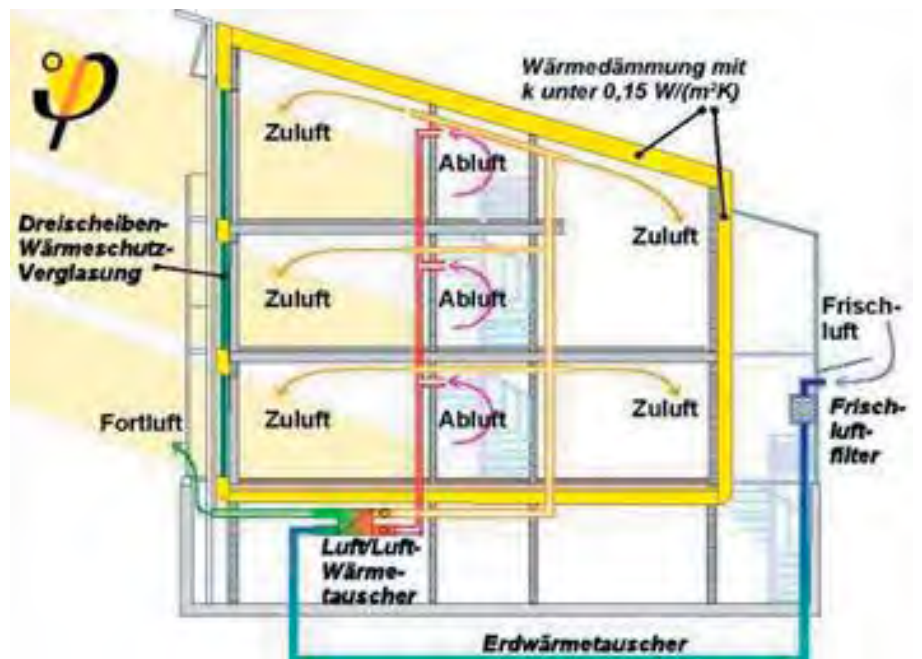 Wärmedämmung mit
k unter 0,15 W/(m²K)
Zuluft
Abluft
Dreischeiben-
Wärmeschutz-
Verglasung
Zuluft
Zuluft
Abluft
Frisch-
luft
Fortluft
Zuluft
Abluft
Zuluft
Frisch-
luft-
filter
Luft/Luft-
Wärme-
tauscher
Erdwärmetauscher